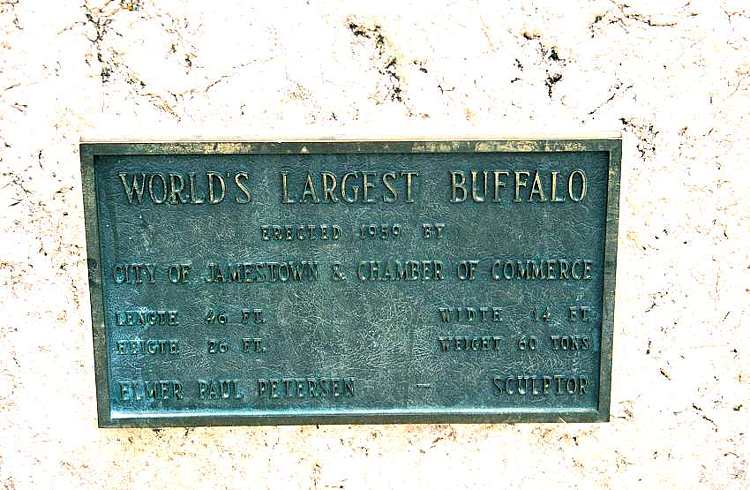 WORLD'S LARGEST BUFFALO
ERECTED 1959 BY
CITY OF JAMESTOWN & CHAMBER OF COMMERCE
LENGTH 46 FT. WIDTH 14 FT.
HEIGTH 26 FT. WEIGHT 60 TONS
ELMER PAUL PETERSEN — SCULPTOR